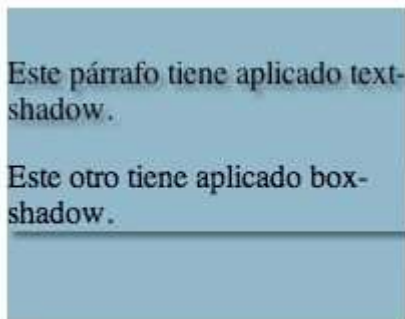 Este párrafo tiene aplicado text-
shadow.
Este otro tiene aplicado box-
shadow.